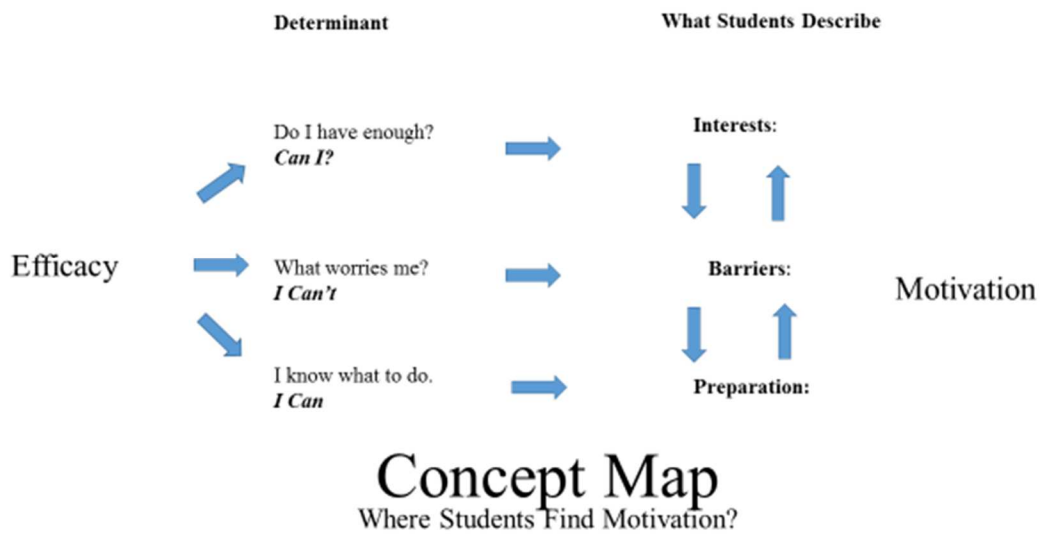 Determinant
What Students Describe
Do I have enough?
Can I?
Interests:
Efficacy
What worries me?
I Can't
Barriers:
Motivation
I know what to do.
I Can
Preparation:
Concept Map
Where Students Find Motivation?